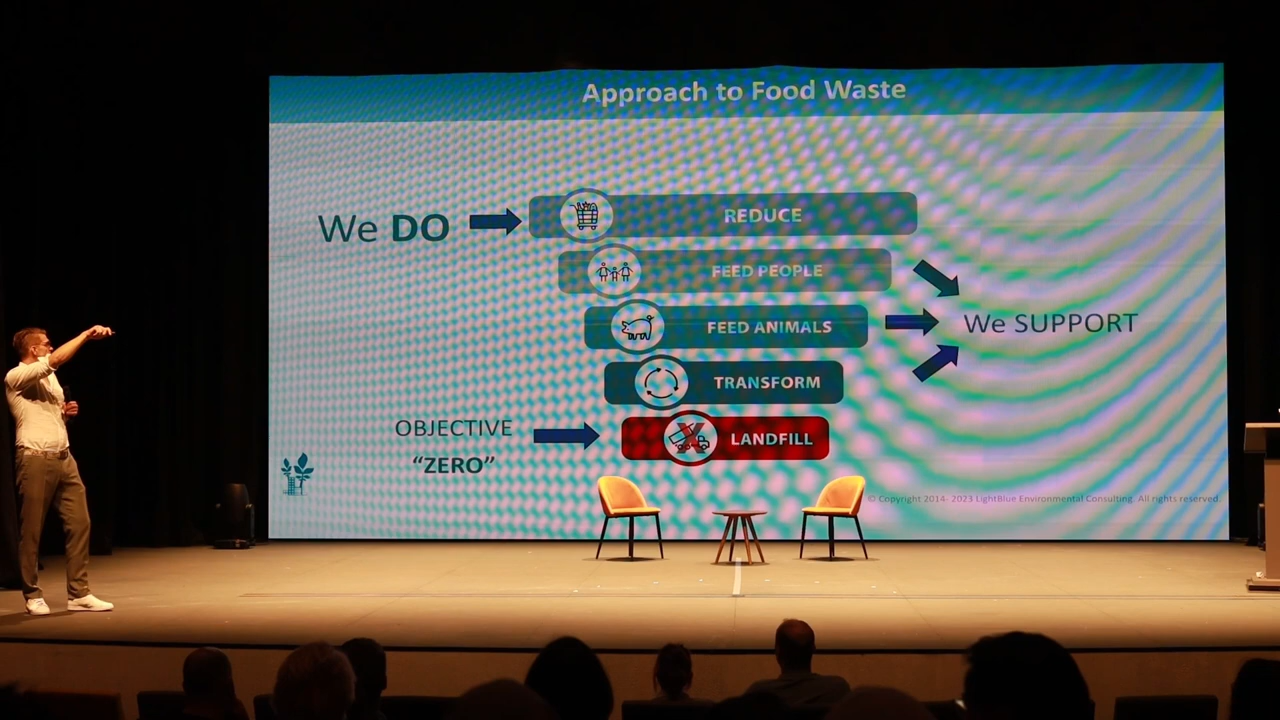 Approach to Food Waste
We DO
REDUCE
FEED PEOPLE
FEED ANIMALS
We SUPPORT
TRANSFORM
OBJECTIVE
“ZERO”
LANDFILL
© Copyright 2014- 2023 LightBlue Environmental Consulting. All rights reserved.